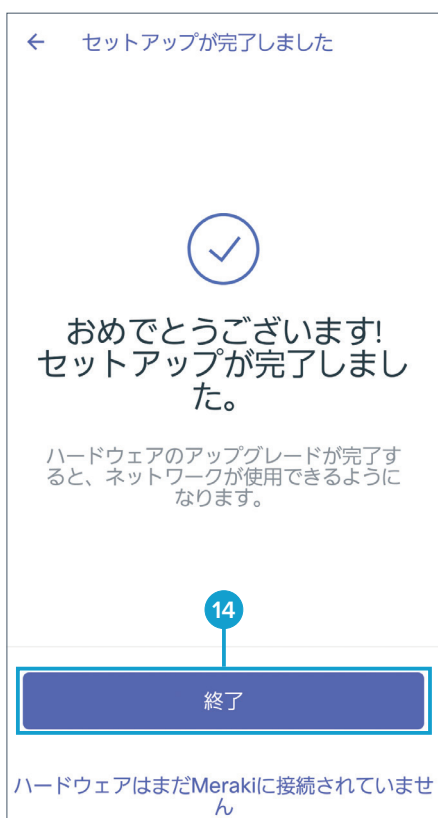 ← セットアップが完了しました
おめでとうございます!
セットアップが完了しまし
た。
ハードウェアのアップグレードが完了す
ると、ネットワークが使用できるように
なります。
14
終了
ハードウェアはまだMerakiに接続されていませ
ん